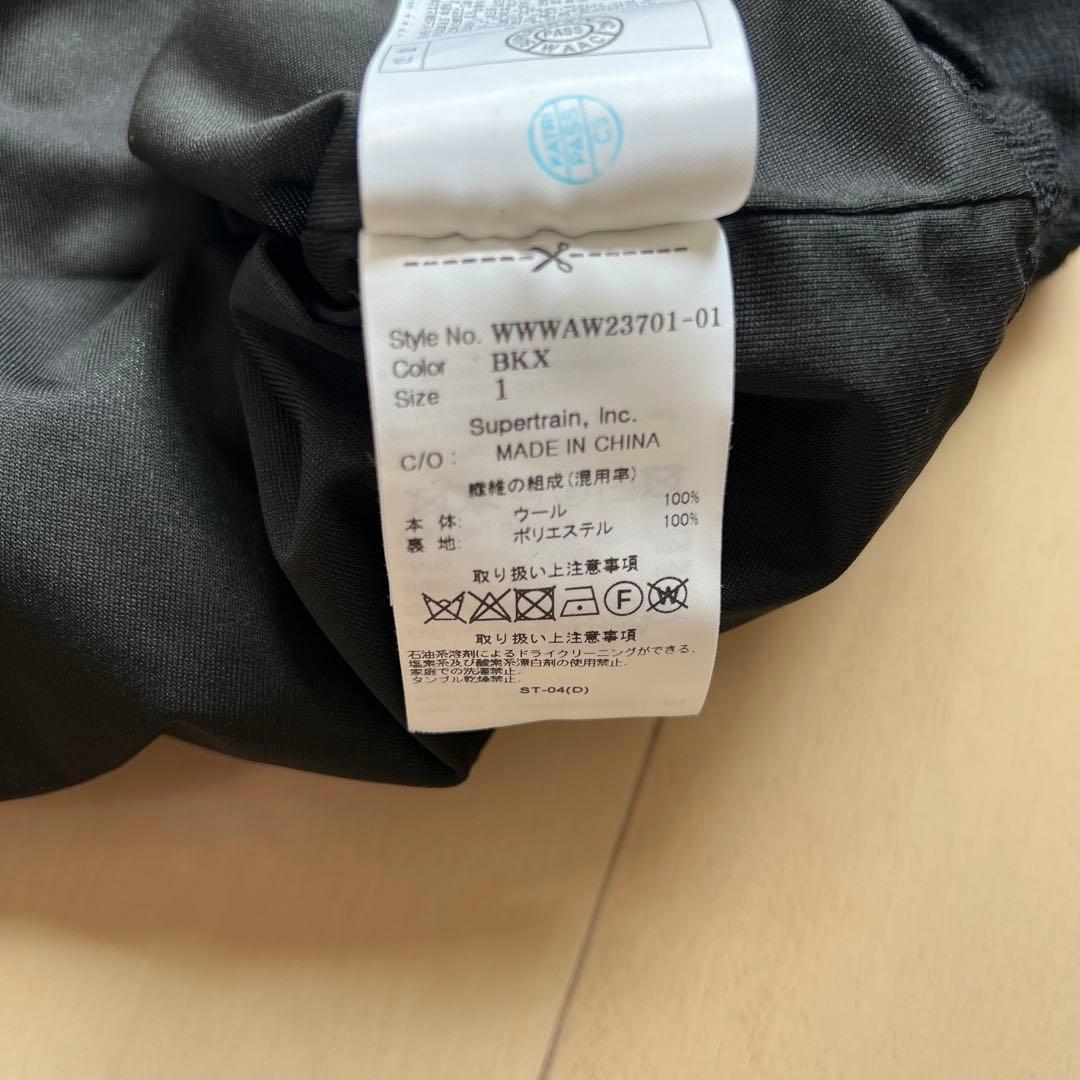 PASS
WAAC
KATRI
PASS
C3
Style No. WWWAW23701-01
Color BKX
Size 1
Supertrain, Inc.
C/O : MADE IN CHINA
繊維の組成(混用率)
本 体: ウール 100%
裏 地: ポリエステル 100%
取り扱い上注意事項
F W
取り扱い上注意事項
石油系溶剤によるドライクリーニングができる.
塩素系及び酸素系漂白剤の使用禁止.
家庭での洗濯禁止.
タンブル乾燥禁止.
ST-04(D)